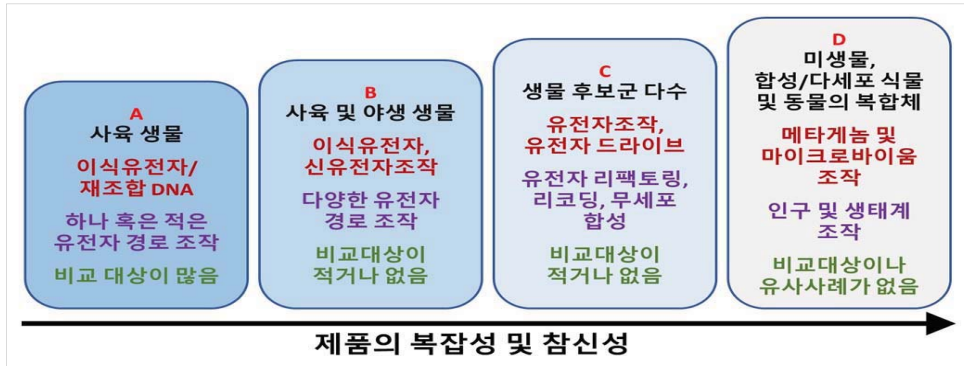 A
사육 생물
이식유전자/
재조합 DNA
하나 혹은 적은
유전자 경로 조작
비교 대상이 많음
B
사육 및 야생 생물
이식유전자,
신유전자조작
다양한 유전자
경로 조작
비교대상이
적거나 없음
C
생물 후보군 다수
유전자조작,
유전자 드라이브
유전자 리팩토링,
리코딩, 무세포
합성
비교대상이
적거나 없음
D
미생물,
합성/다세포 식물
및 동물의 복합체
메타게놈 및
마이크로바이움
조작
인구 및 생태계
조작
비교대상이나
유사사례가 없음
제품의 복잡성 및 참신성